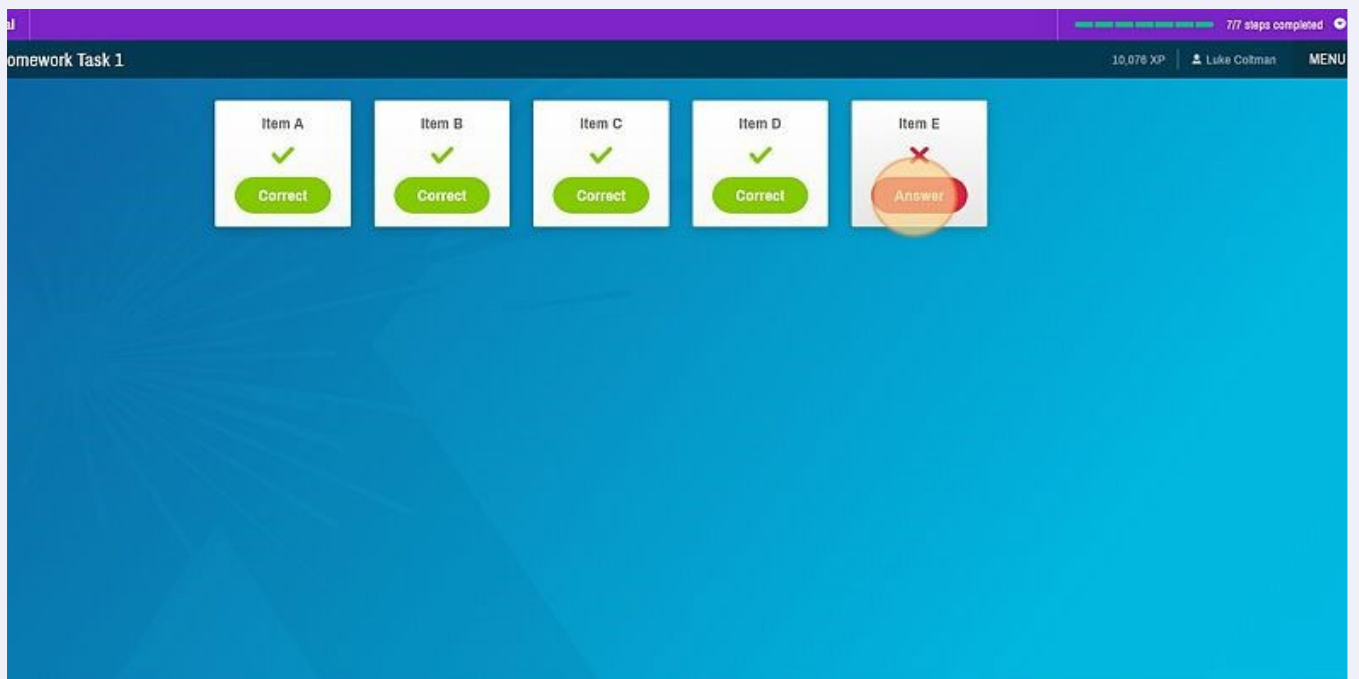 al
7/7 steps completed
omework Task 1
10,076 XP
Luke Coltman
MENU
Item A
Item B
Item C
Item D
Item E
Correct
Correct
Correct
Correct
Answer